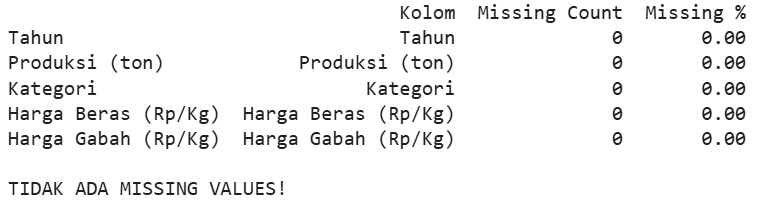 Kolom  Missing Count  Missing %
Tahun                                     Tahun              0       0.00
Produksi (ton)                   Produksi (ton)              0       0.00
Kategori                               Kategori              0       0.00
Harga Beras (Rp/Kg)  Harga Beras (Rp/Kg)              0       0.00
Harga Gabah (Rp/Kg)  Harga Gabah (Rp/Kg)              0       0.00
TIDAK ADA MISSING VALUES!